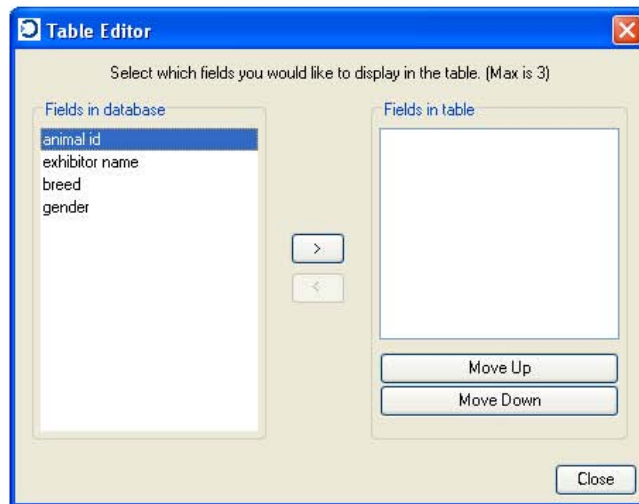 Table Editor
Select which fields you would like to display in the table. (Max is 3)
Fields in database
animal id
exhibitor name
breed
gender
>
<
Fields in table
Move Up
Move Down
Close